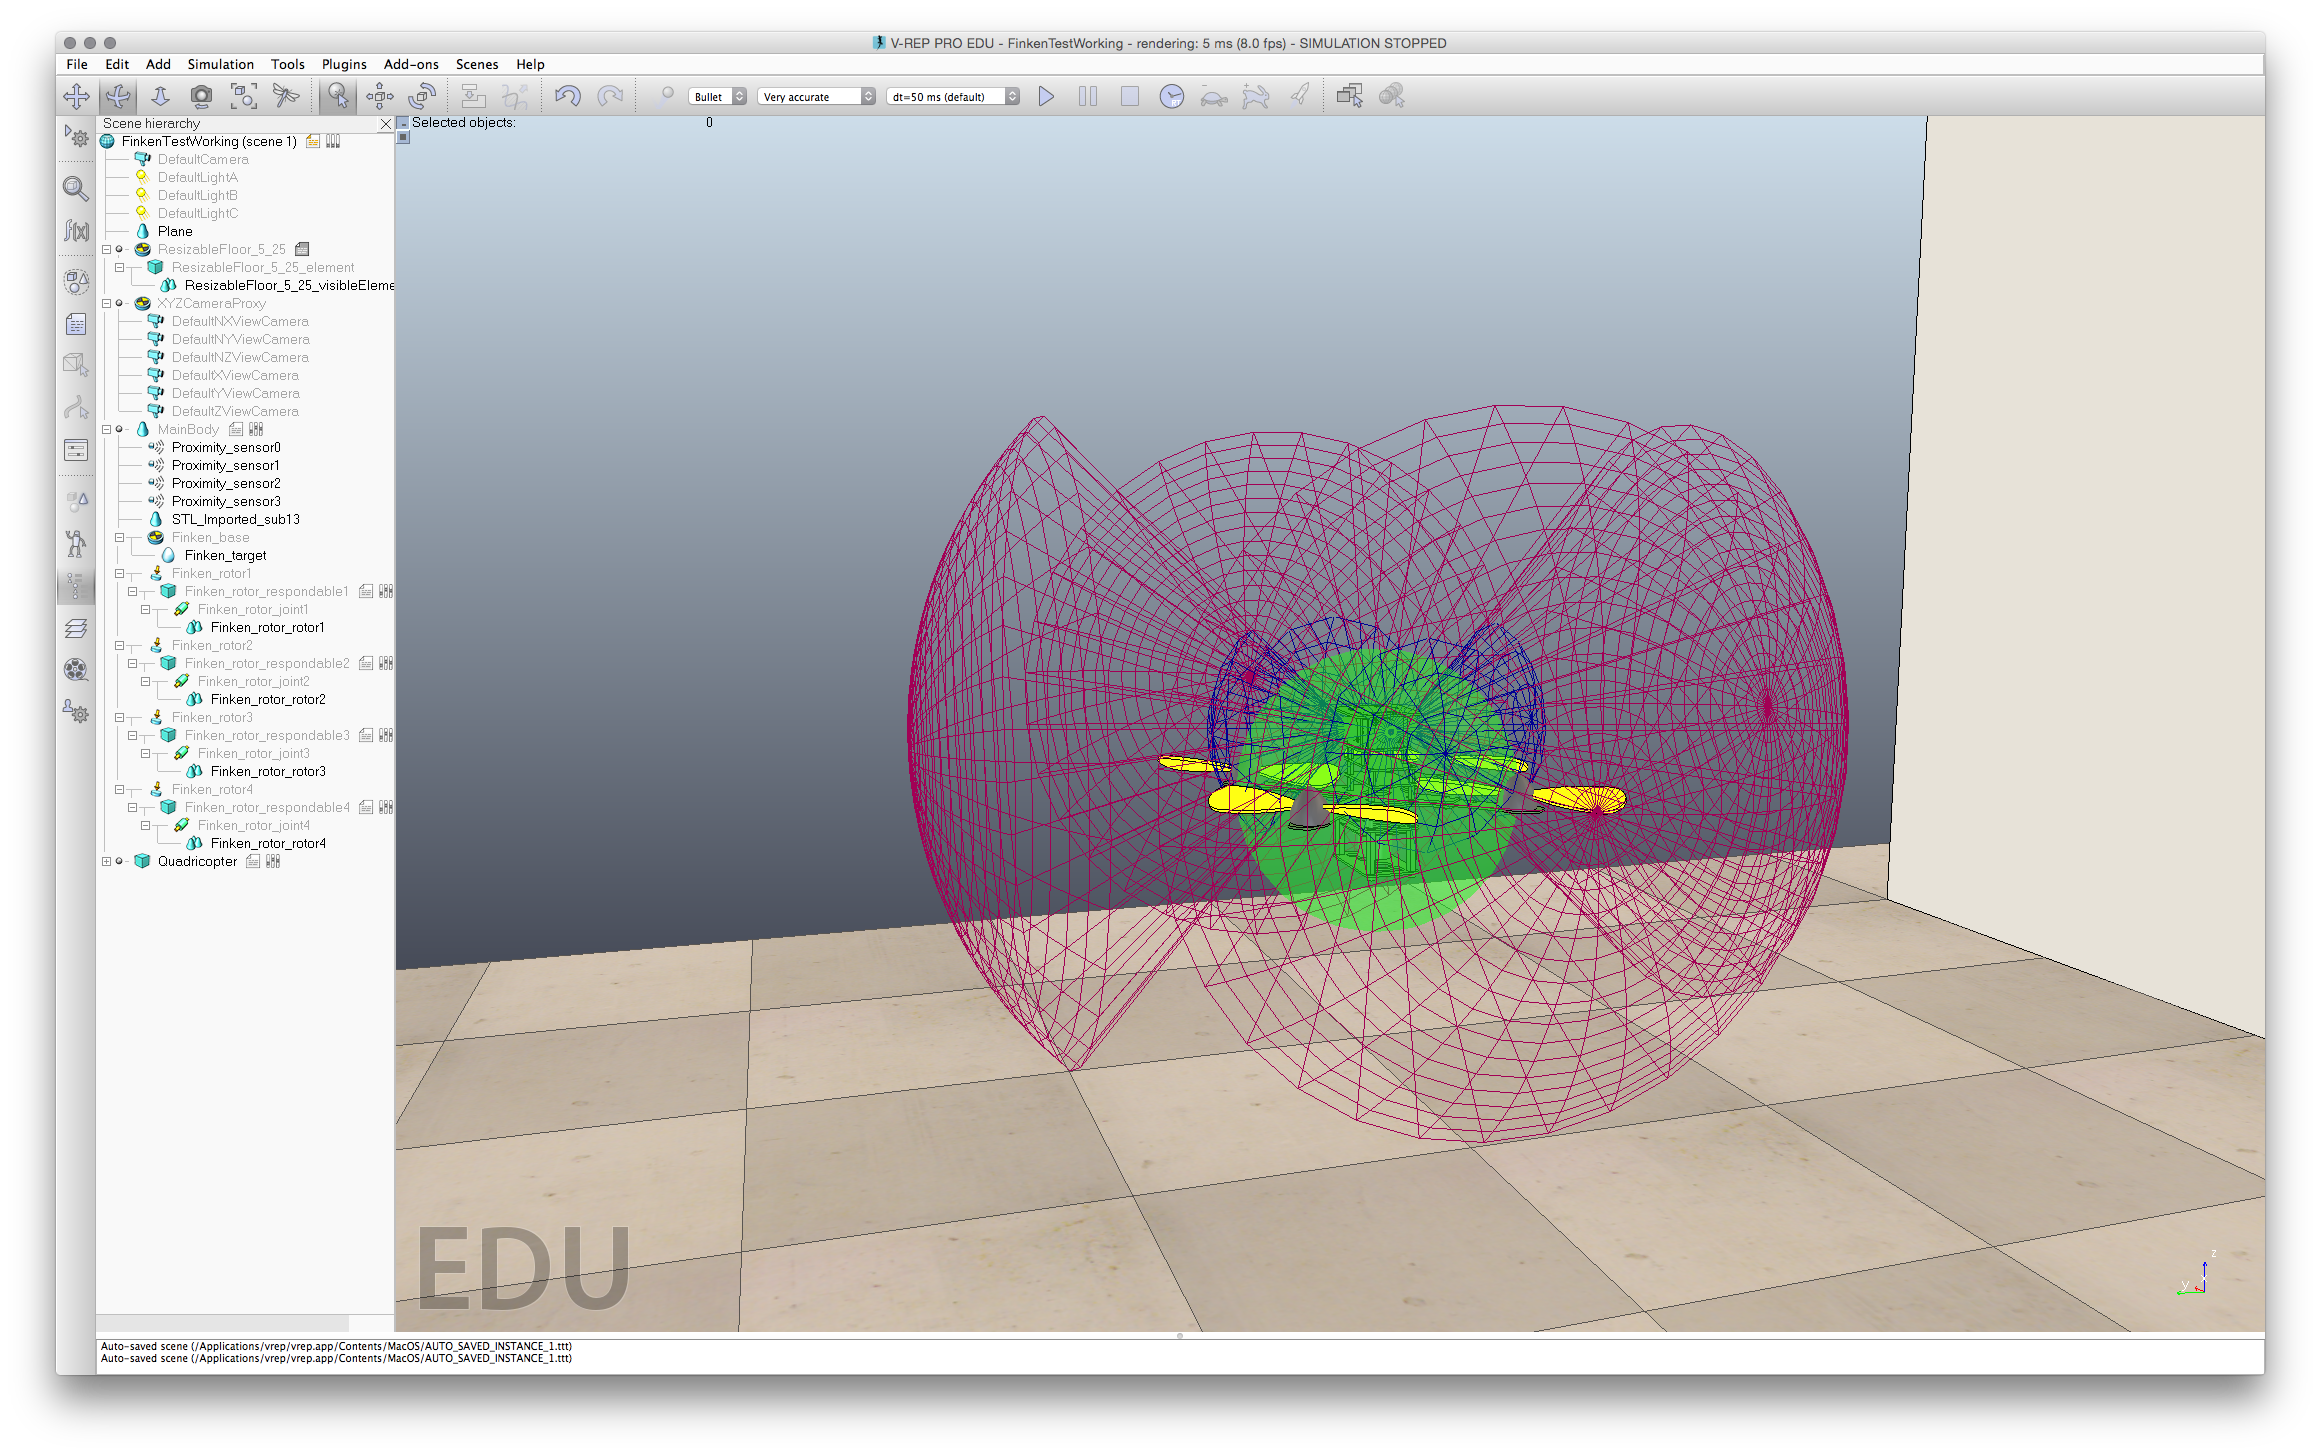 V-REP PRO EDU - FinkenTestWorking - rendering: 5 ms (8.0 fps) - SIMULATION STOPPED
File Edit Add Simulation Tools Plugins Add-ons Scenes Help
Bullet Very accurate dt=50 ms (default)
Scene hierarchy
Selected objects: 0
FinkenTestWorking (scene 1)
DefaultCamera
DefaultLightA
DefaultLightB
DefaultLightC
Plane
ResizableFloor_5_25
ResizableFloor_5_25_element
ResizableFloor_5_25_visibleEleme
XYZCameraProxy
DefaultNXViewCamera
DefaultNYViewCamera
DefaultNZViewCamera
DefaultXViewCamera
DefaultYViewCamera
DefaultZViewCamera
MainBody
Proximity_sensor0
Proximity_sensor1
Proximity_sensor2
Proximity_sensor3
STL_Imported_sub13
Finken_base
Finken_target
Finken_rotor1
Finken_rotor_respondable1
Finken_rotor_joint1
Finken_rotor_rotor1
Finken_rotor2
Finken_rotor_respondable2
Finken_rotor_joint2
Finken_rotor_rotor2
Finken_rotor3
Finken_rotor_respondable3
Finken_rotor_joint3
Finken_rotor_rotor3
Finken_rotor4
Finken_rotor_respondable4
Finken_rotor_joint4
Finken_rotor_rotor4
Quadricopter
f(x)
EDU
z
y
x
Auto-saved scene (/Applications/vrep/vrep.app/Contents/MacOS/AUTO_SAVED_INSTANCE_1.ttt)
Auto-saved scene (/Applications/vrep/vrep.app/Contents/MacOS/AUTO_SAVED_INSTANCE_1.ttt)